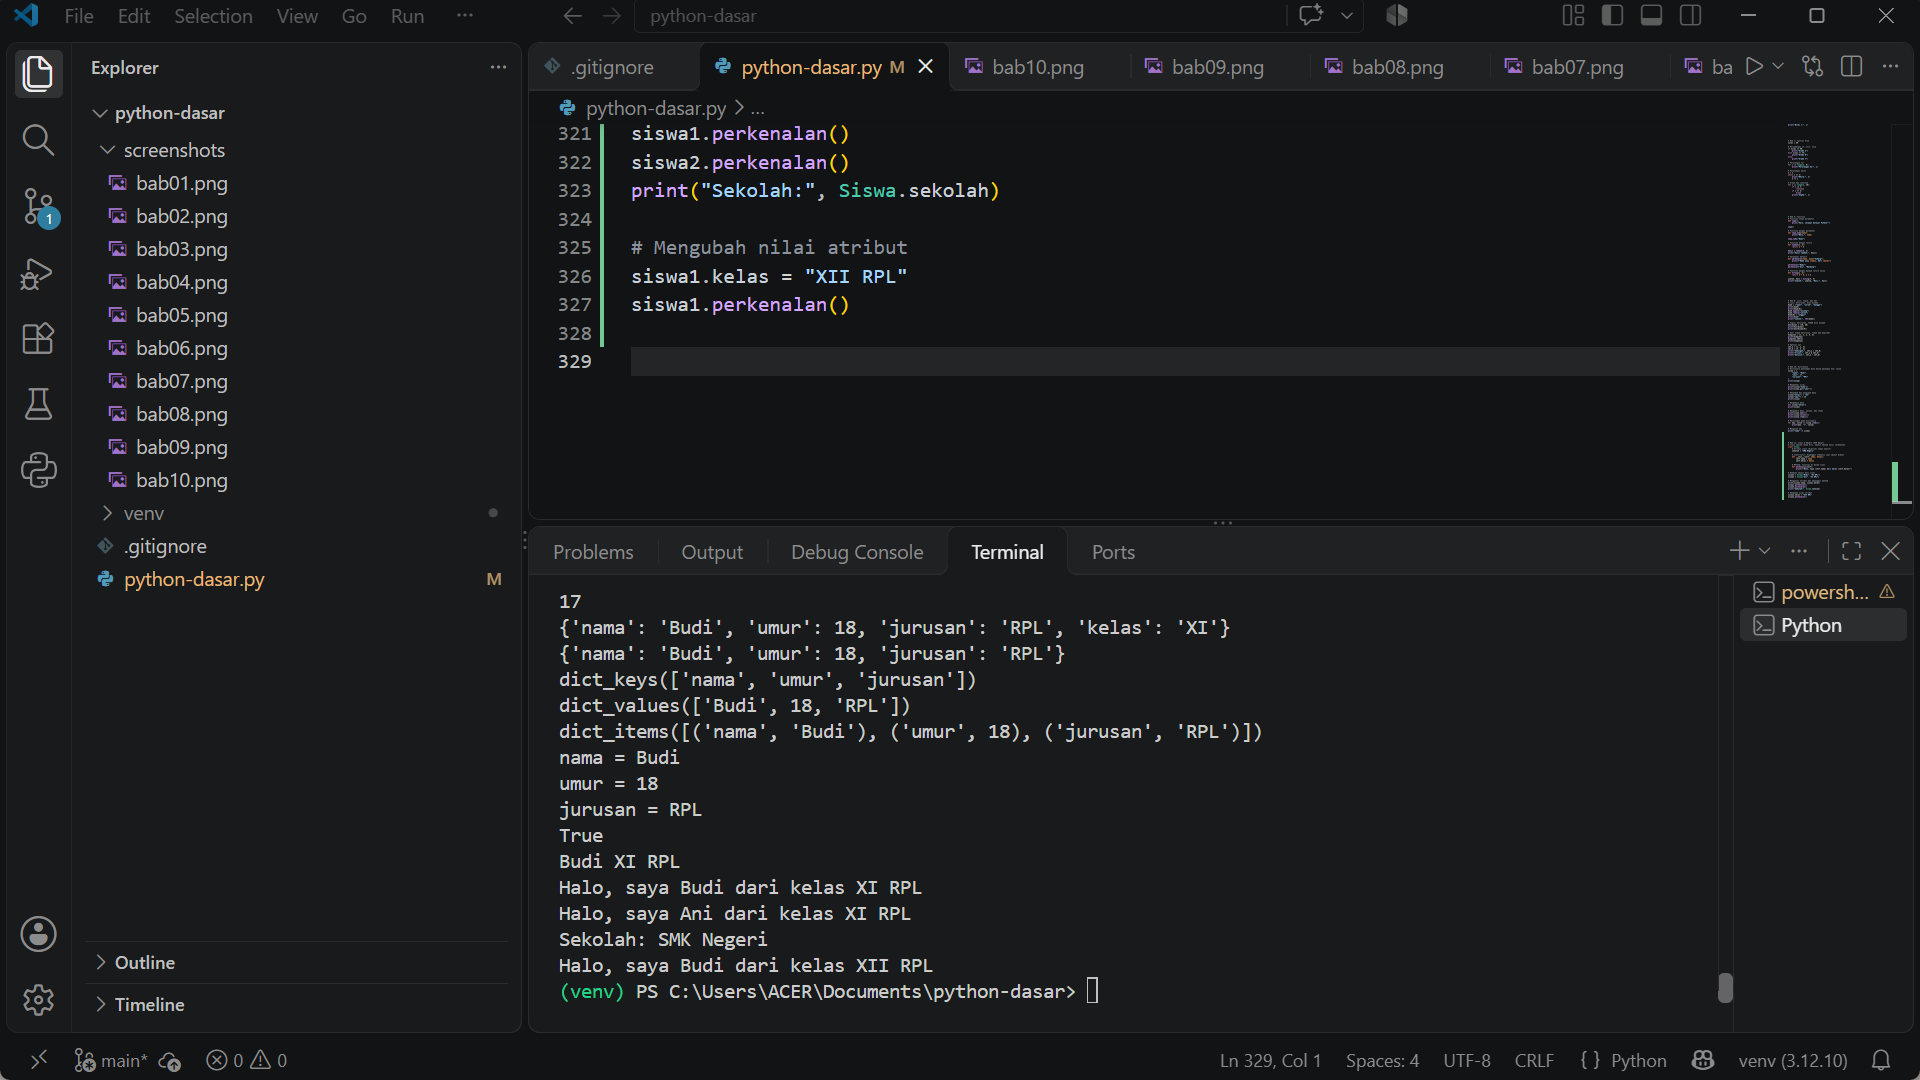 File Edit Selection View Go Run ···
python-dasar
Explorer ···
python-dasar
screenshots
bab01.png
bab02.png
bab03.png
bab04.png
bab05.png
bab06.png
bab07.png
bab08.png
bab09.png
bab10.png
venv
.gitignore
python-dasar.py M
Outline
Timeline
1
.gitignore python-dasar.py M bab10.png bab09.png bab08.png bab07.png ba
python-dasar.py > ...
321 siswa1.perkenalan()
322 siswa2.perkenalan()
323 print("Sekolah:", Siswa.sekolah)
324
325 # Mengubah nilai atribut
326 siswa1.kelas = "XII RPL"
327 siswa1.perkenalan()
328
329
Problems Output Debug Console Terminal Ports
17
{'nama': 'Budi', 'umur': 18, 'jurusan': 'RPL', 'kelas': 'XI'}
{'nama': 'Budi', 'umur': 18, 'jurusan': 'RPL'}
dict_keys(['nama', 'umur', 'jurusan'])
dict_values(['Budi', 18, 'RPL'])
dict_items([('nama', 'Budi'), ('umur', 18), ('jurusan', 'RPL')])
nama = Budi
umur = 18
jurusan = RPL
True
Budi XI RPL
Halo, saya Budi dari kelas XI RPL
Halo, saya Ani dari kelas XI RPL
Sekolah: SMK Negeri
Halo, saya Budi dari kelas XII RPL
(venv) PS C:\Users\ACER\Documents\python-dasar>
powersh...
Python
main* 0 0 Ln 329, Col 1 Spaces: 4 UTF-8 CRLF { } Python venv (3.12.10)